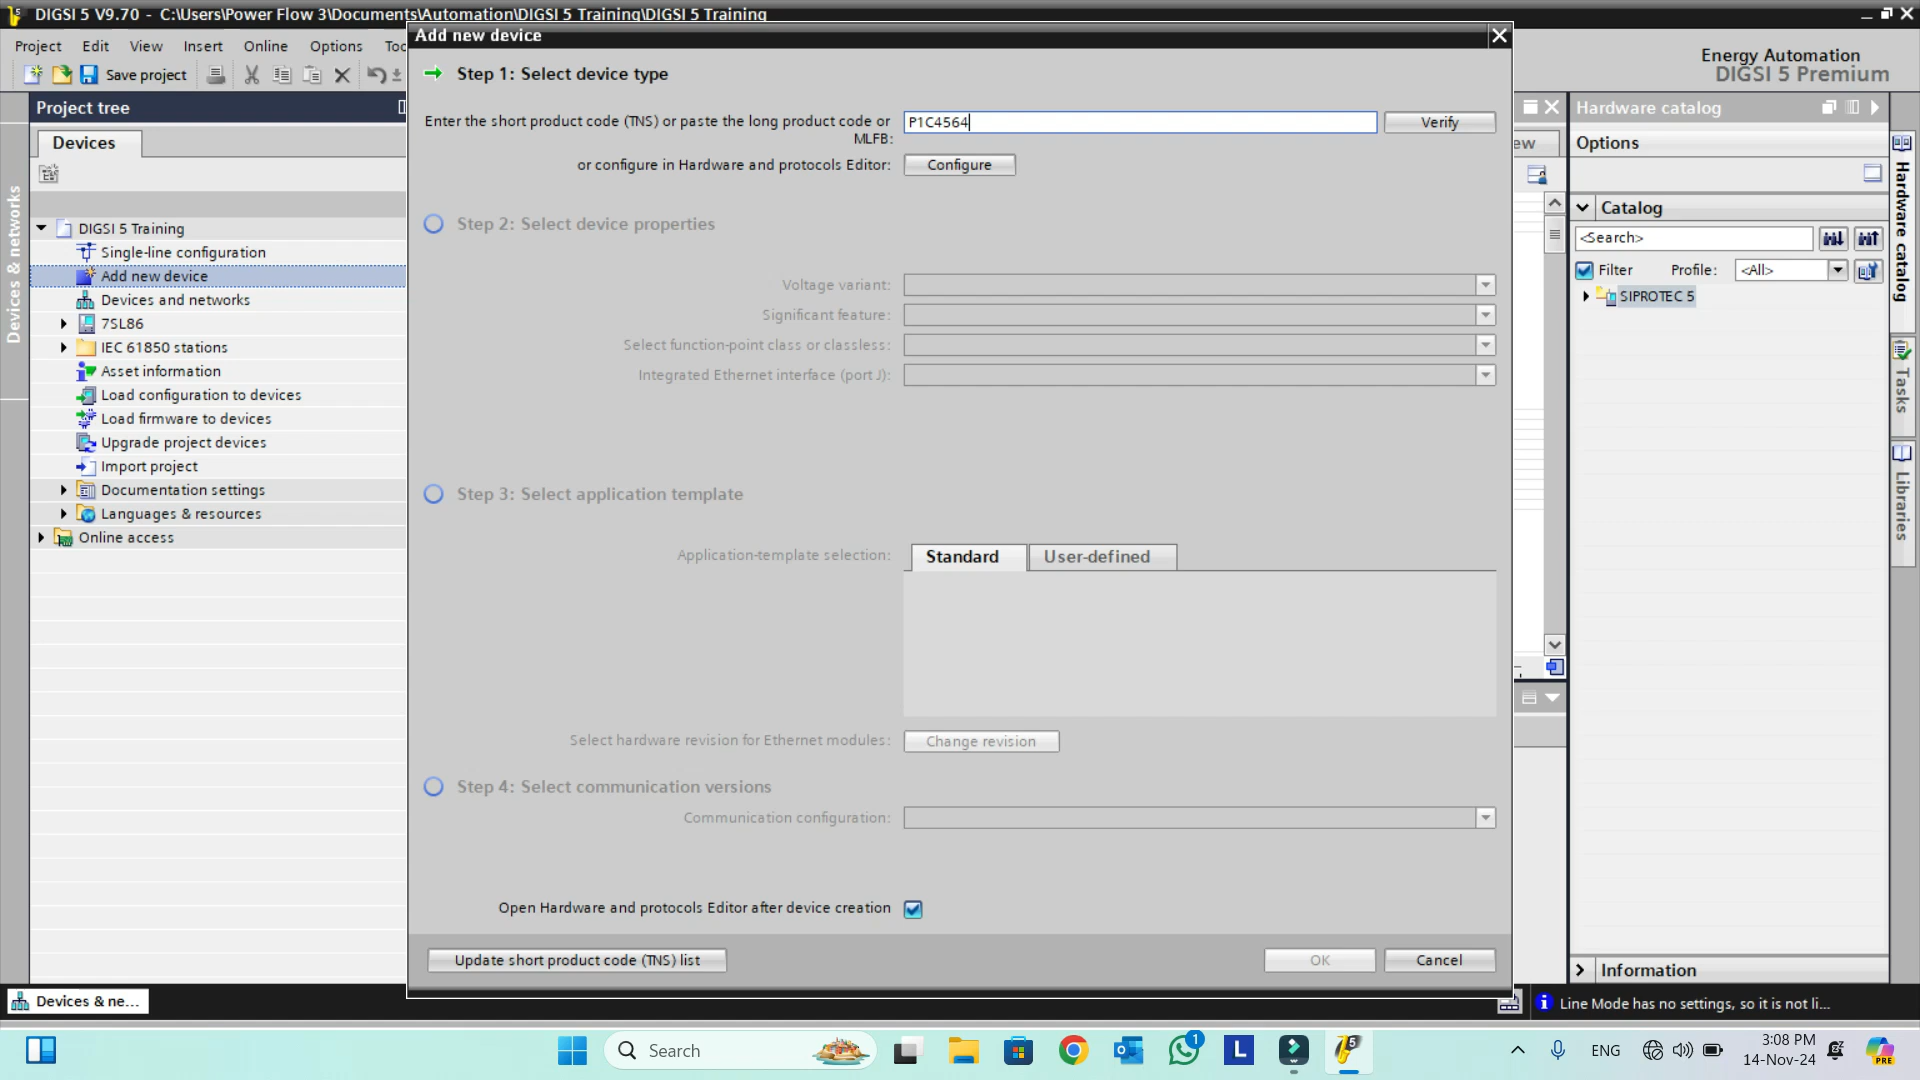 DIGSI 5 V9.70 - C:\Users\Power Flow 3\Documents\Automation\DIGSI 5 Training\DIGSI 5 Training
Project Edit View Insert Online Options
Save project
Energy Automation
DIGSI 5 Premium
Project tree
Devices
DIGSI 5 Training
Single-line configuration
Add new device
Devices and networks
7SL86
IEC 61850 stations
Asset information
Load configuration to devices
Load firmware to devices
Upgrade project devices
Import project
Documentation settings
Languages & resources
Online access
Devices & networks
Add new device
Step 1: Select device type
Enter the short product code (TNS) or paste the long product code or
MLFB:
P1C4564
Verify
or configure in Hardware and protocols Editor:
Configure
Step 2: Select device properties
Voltage variant:
Significant feature:
Select function-point class or classless:
Integrated Ethernet interface (port J):
Step 3: Select application template
Application-template selection:
Standard
User-defined
Select hardware revision for Ethernet modules:
Change revision
Step 4: Select communication versions
Communication configuration:
Open Hardware and protocols Editor after device creation
Update short product code (TNS) list
OK
Cancel
Hardware catalog
Options
Catalog
<Search>
Filter
Profile:
<All>
SIPROTEC 5
Information
Hardware catalog
Tasks
Libraries
Devices & ne...
Line Mode has no settings, so it is not li...
Search
1
L
5
ENG
3:08 PM
14-Nov-24
PRE